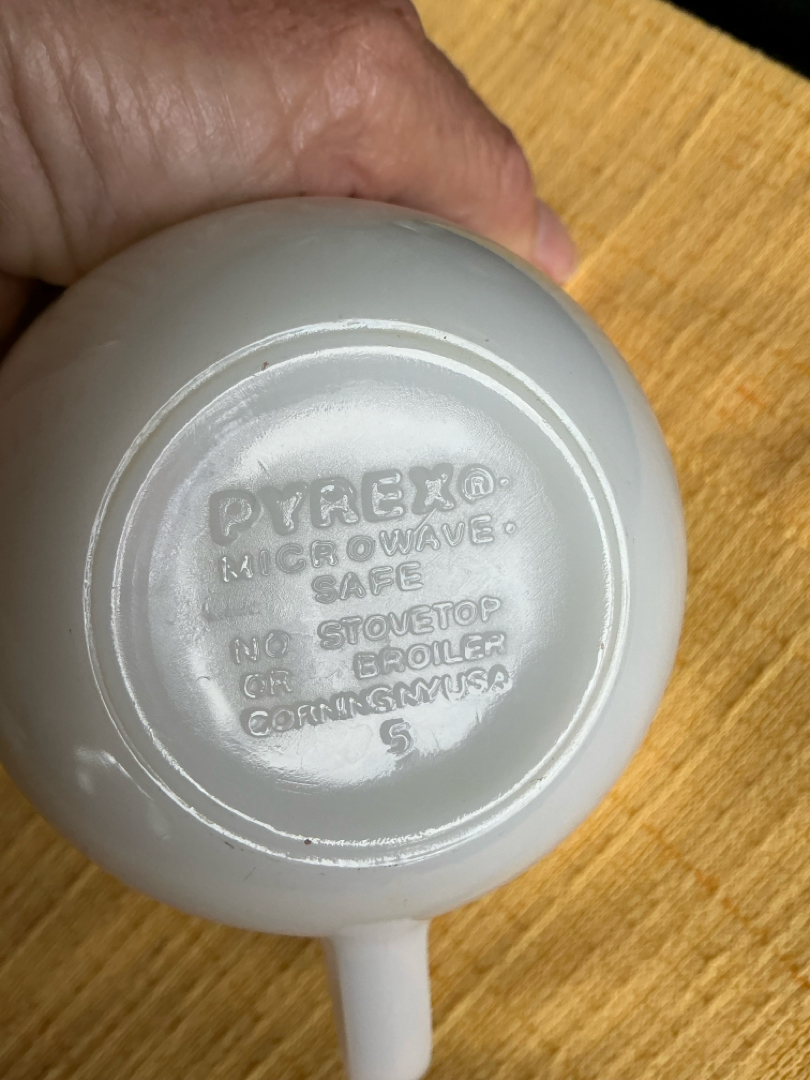 PYREX®.
MICROWAVE.
SAFE
NO STOVETOP
OR BROILER
CORNING NY USA
5